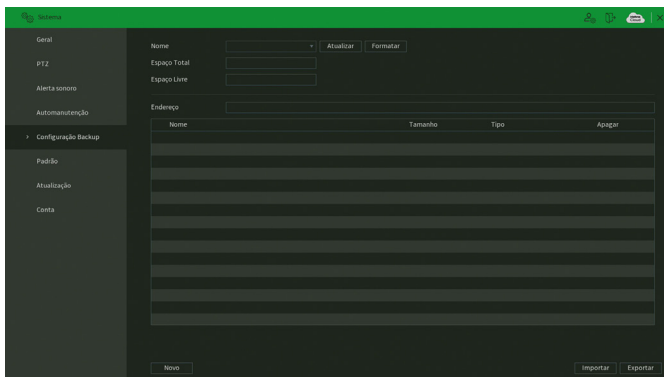 Sistema
Geral
PTZ
Alerta sonoro
Automanutenção
> Configuração Backup
Padrão
Atualização
Conta
Nome Atualizar Formatar
Espaço Total
Espaço Livre
Endereço
Nome Tamanho Tipo Apagar
Novo Importar Exportar